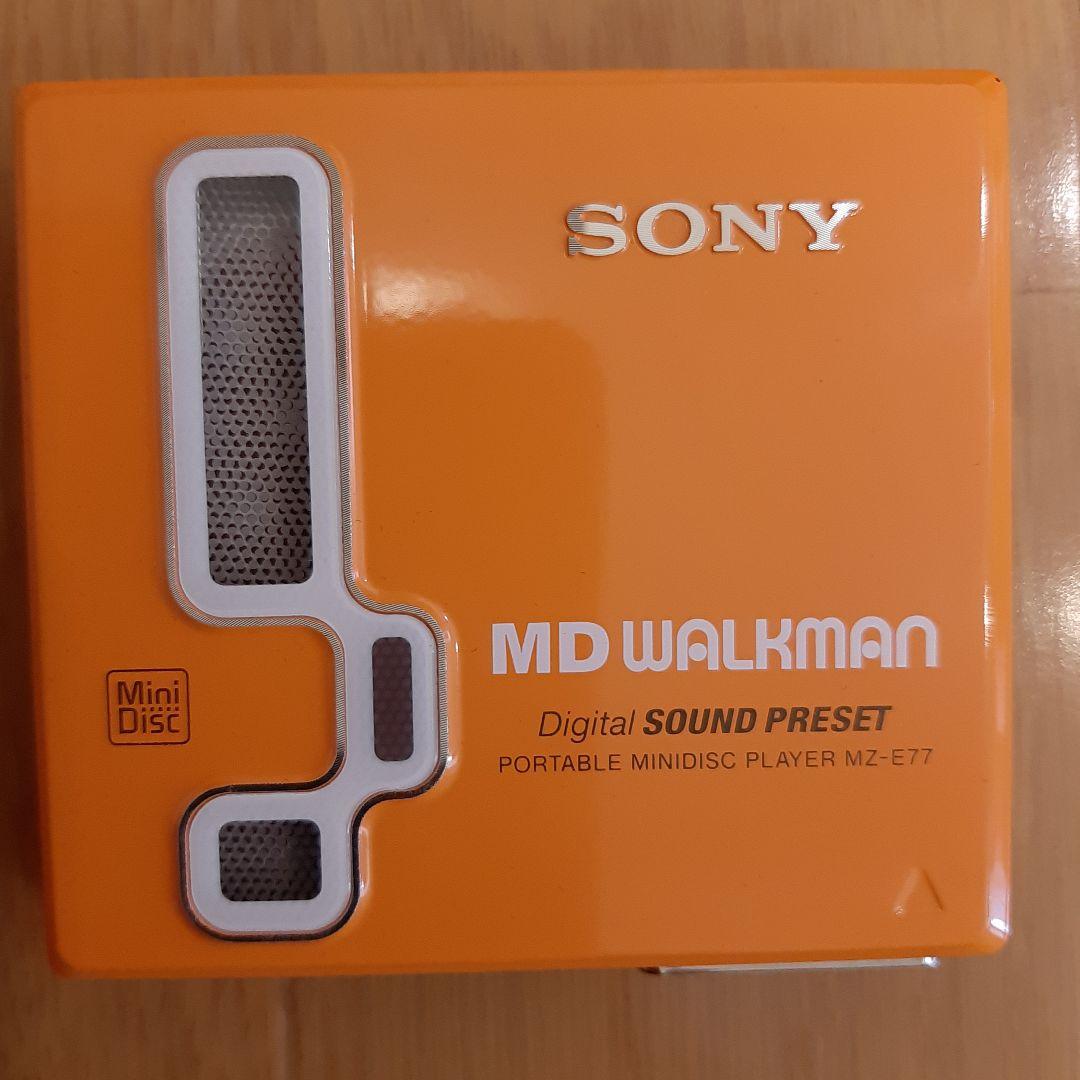 SONY
MD WALKMAN
Digital SOUND PRESET
PORTABLE MINIDISC PLAYER MZ-E77
Mini
Disc